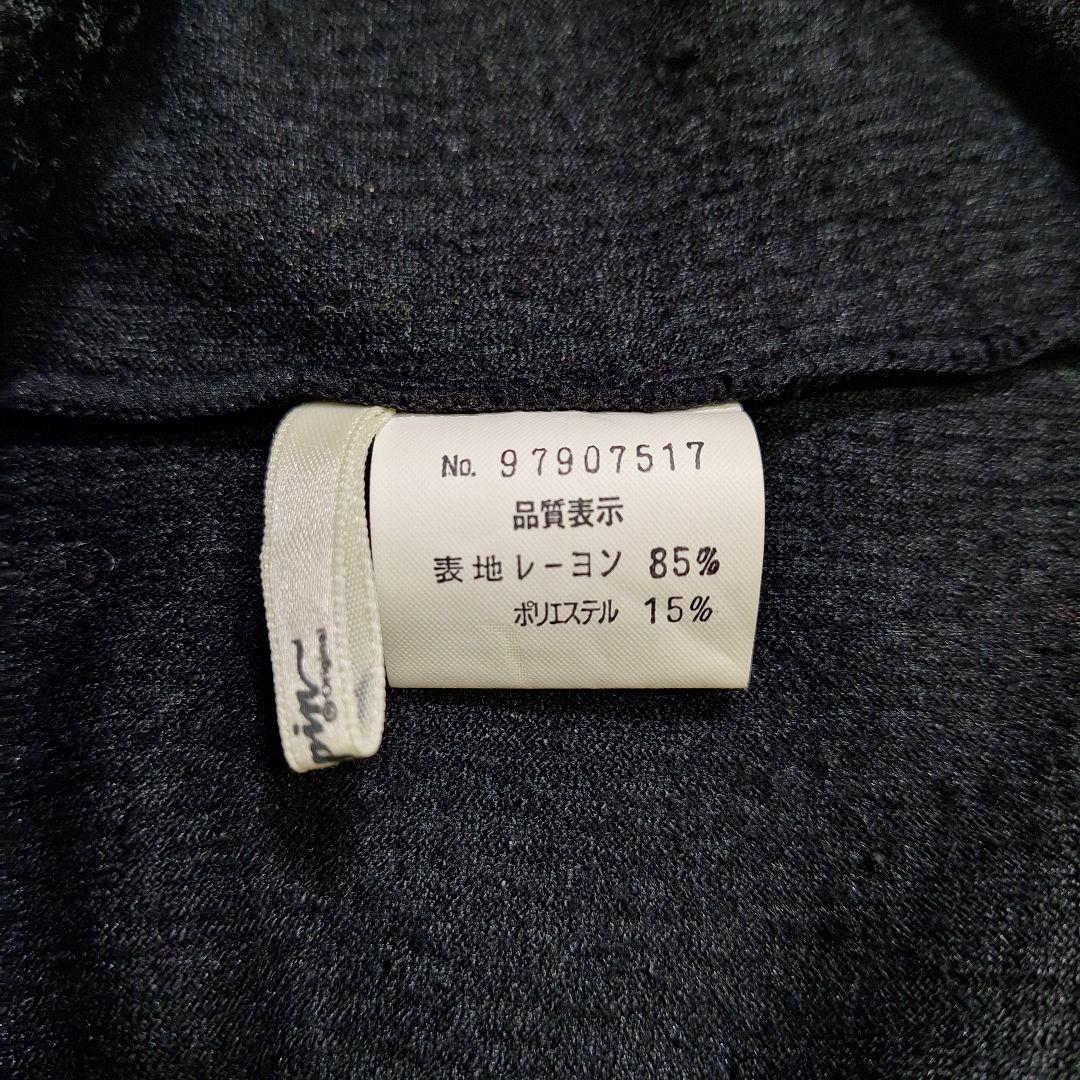 No. 97907517
品質表示
表地レーヨン 85%
ポリエステル 15%